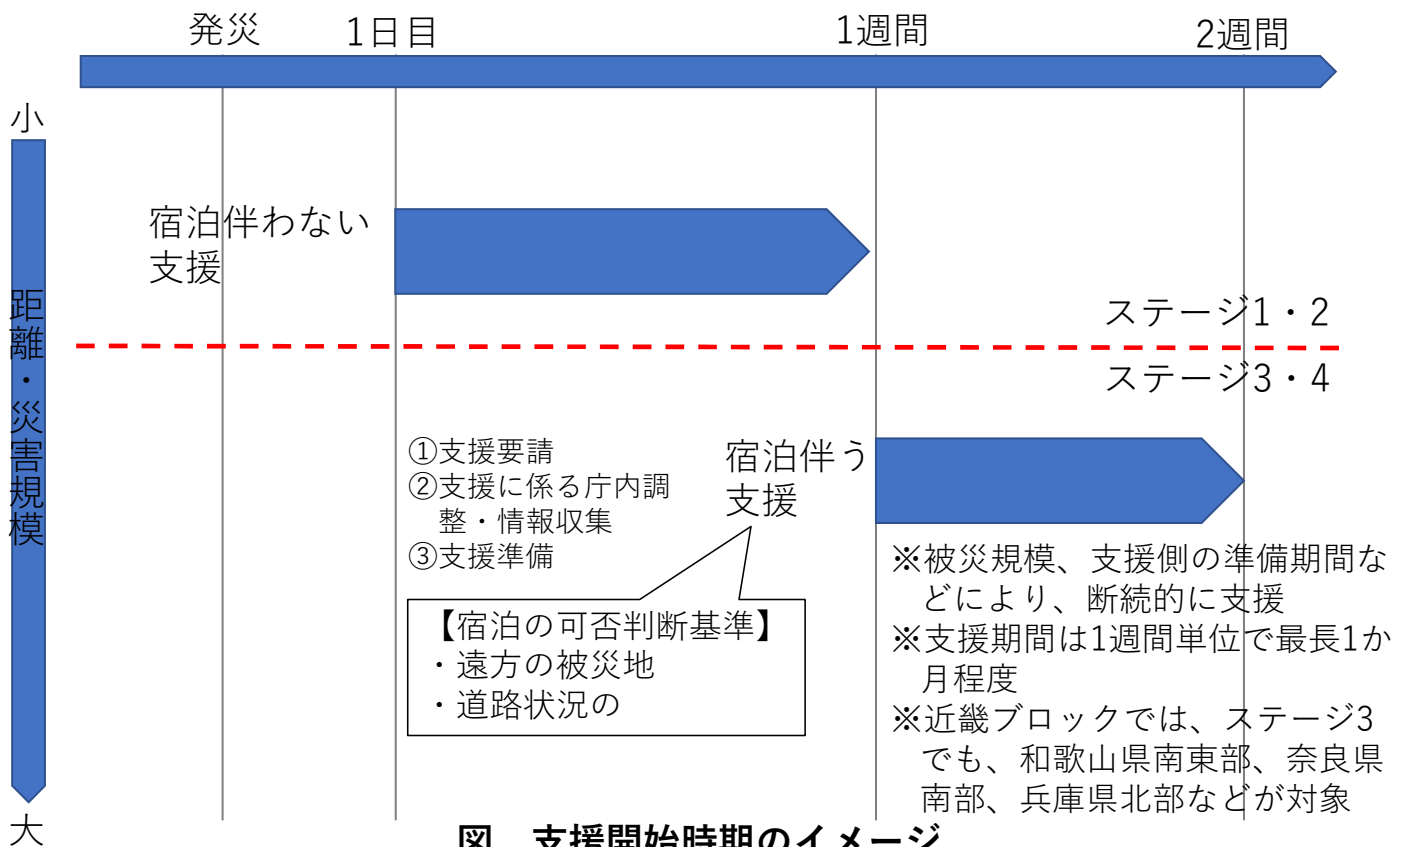 発災
1日目
1週間
2週間
小
距離・災害規模
大
宿泊伴わない
支援
ステージ1・2
ステージ3・4
①支援要請
②支援に係る庁内調
整・情報収集
③支援準備
宿泊伴う
支援
【宿泊の可否判断基準】
・遠方の被災地
・道路状況の
※被災規模、支援側の準備期間な
どにより、断続的に支援
※支援期間は1週間単位で最長1か
月程度
※近畿ブロックでは、ステージ3
でも、和歌山県南東部、奈良県
南部、兵庫県北部などが対象
図　支援開始時期のイメージ